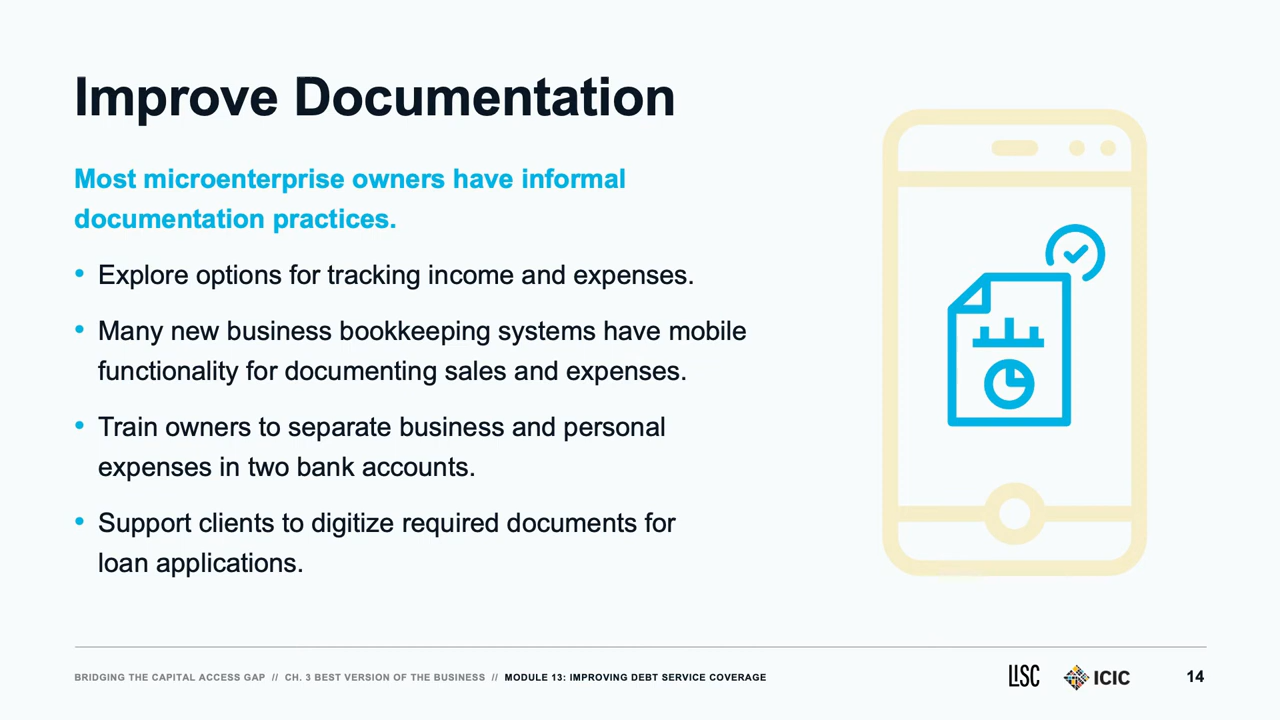 Improve Documentation
Most microenterprise owners have informal
documentation practices.
• Explore options for tracking income and expenses.
• Many new business bookkeeping systems have mobile
functionality for documenting sales and expenses.
• Train owners to separate business and personal
expenses in two bank accounts.
• Support clients to digitize required documents for
loan applications.
BRIDGING THE CAPITAL ACCESS GAP // CH. 3 BEST VERSION OF THE BUSINESS // MODULE 13: IMPROVING DEBT SERVICE COVERAGE
LISC
ICIC
14